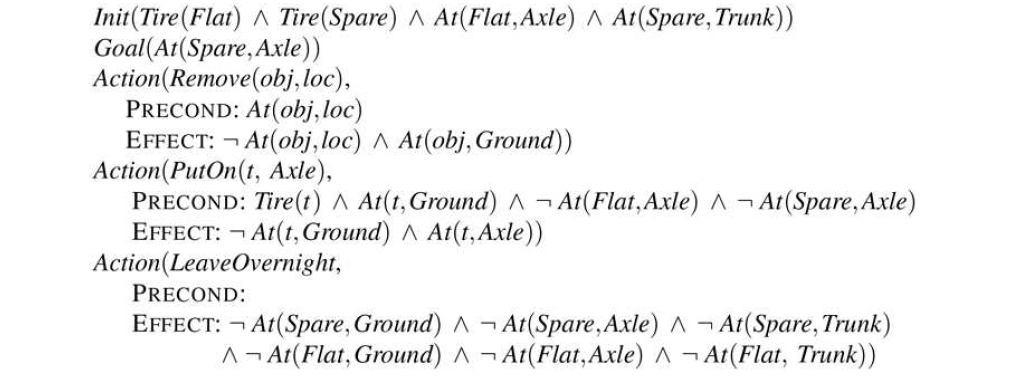 Init(Tire(Flat) ∧ Tire(Spare) ∧ At(Flat,Axle) ∧ At(Spare,Trunk))
Goal(At(Spare,Axle))
Action(Remove(obj,loc),
PRECOND: At(obj,loc)
EFFECT: ¬ At(obj,loc) ∧ At(obj,Ground))
Action(PutOn(t, Axle),
PRECOND: Tire(t) ∧ At(t,Ground) ∧ ¬ At(Flat,Axle) ∧ ¬ At(Spare,Axle)
EFFECT: ¬ At(t,Ground) ∧ At(t,Axle))
Action(LeaveOvernight,
PRECOND:
EFFECT: ¬ At(Spare,Ground) ∧ ¬ At(Spare,Axle) ∧ ¬ At(Spare,Trunk)
∧ ¬ At(Flat,Ground) ∧ ¬ At(Flat,Axle) ∧ ¬ At(Flat, Trunk))